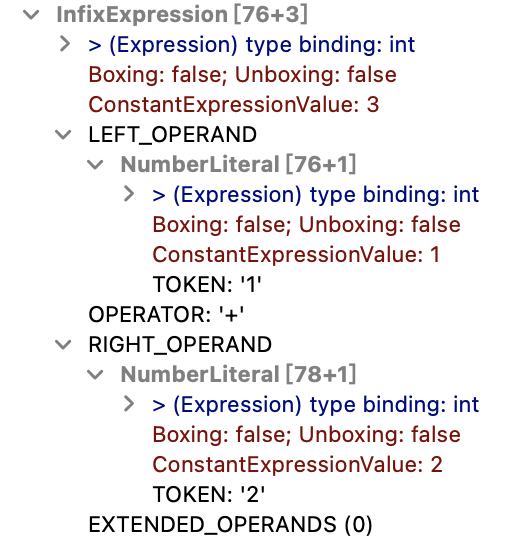 InfixExpression [76+3]
> (Expression) type binding: int
Boxing: false; Unboxing: false
ConstantExpressionValue: 3
LEFT_OPERAND
NumberLiteral [76+1]
> (Expression) type binding: int
Boxing: false; Unboxing: false
ConstantExpressionValue: 1
TOKEN: '1'
OPERATOR: '+'
RIGHT_OPERAND
NumberLiteral [78+1]
> (Expression) type binding: int
Boxing: false; Unboxing: false
ConstantExpressionValue: 2
TOKEN: '2'
EXTENDED_OPERANDS (0)